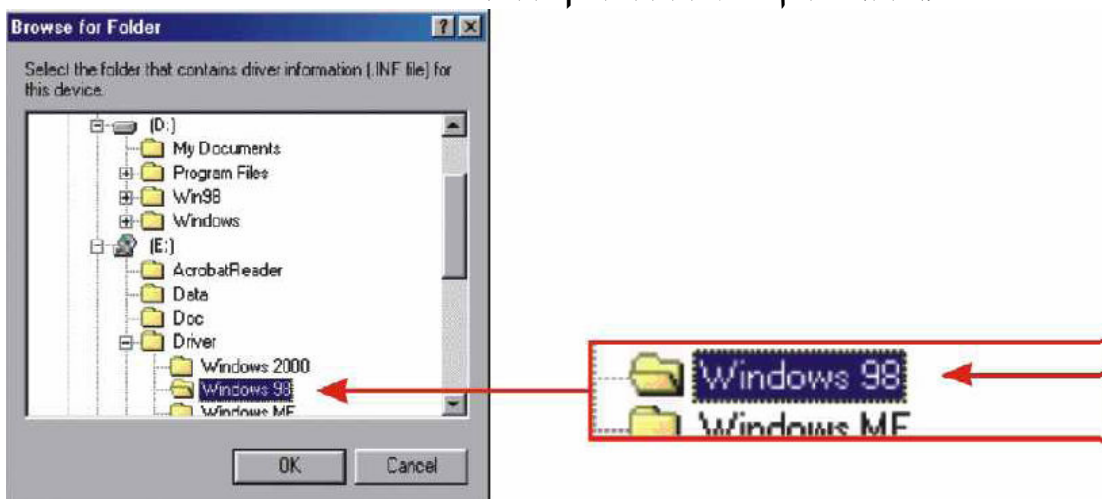 Browse for Folder
Select the folder that contains driver information (.INF file) for
this device.
(D:)
My Documents
Program Files
Win98
Windows
(E:)
AcrobatReader
Data
Doc
Driver
Windows 2000
Windows 98
Windows ME
OK
Cancel
Windows 98
Windows ME